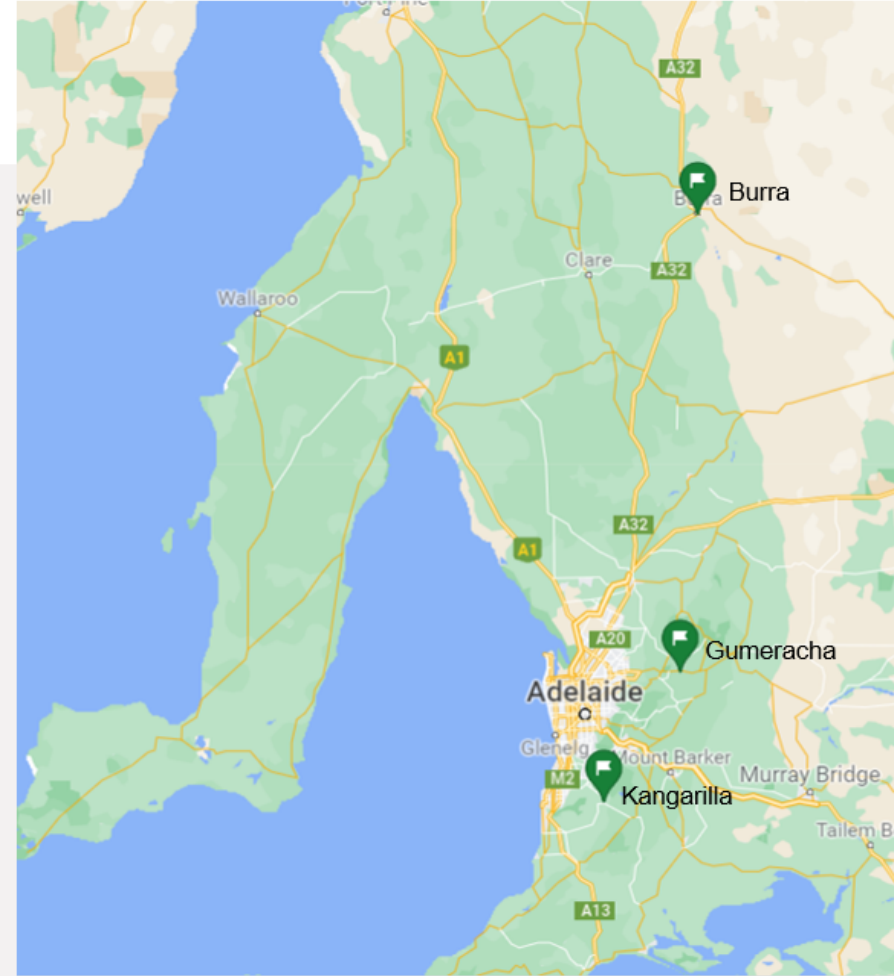 A32
Burra
well
Clare
A32
Wallaroo
A1
A32
A1
A20
Gumeracha
Adelaide
Glenelg
Mount Barker
M2
Murray Bridge
Kangarilla
Tailem B
A13